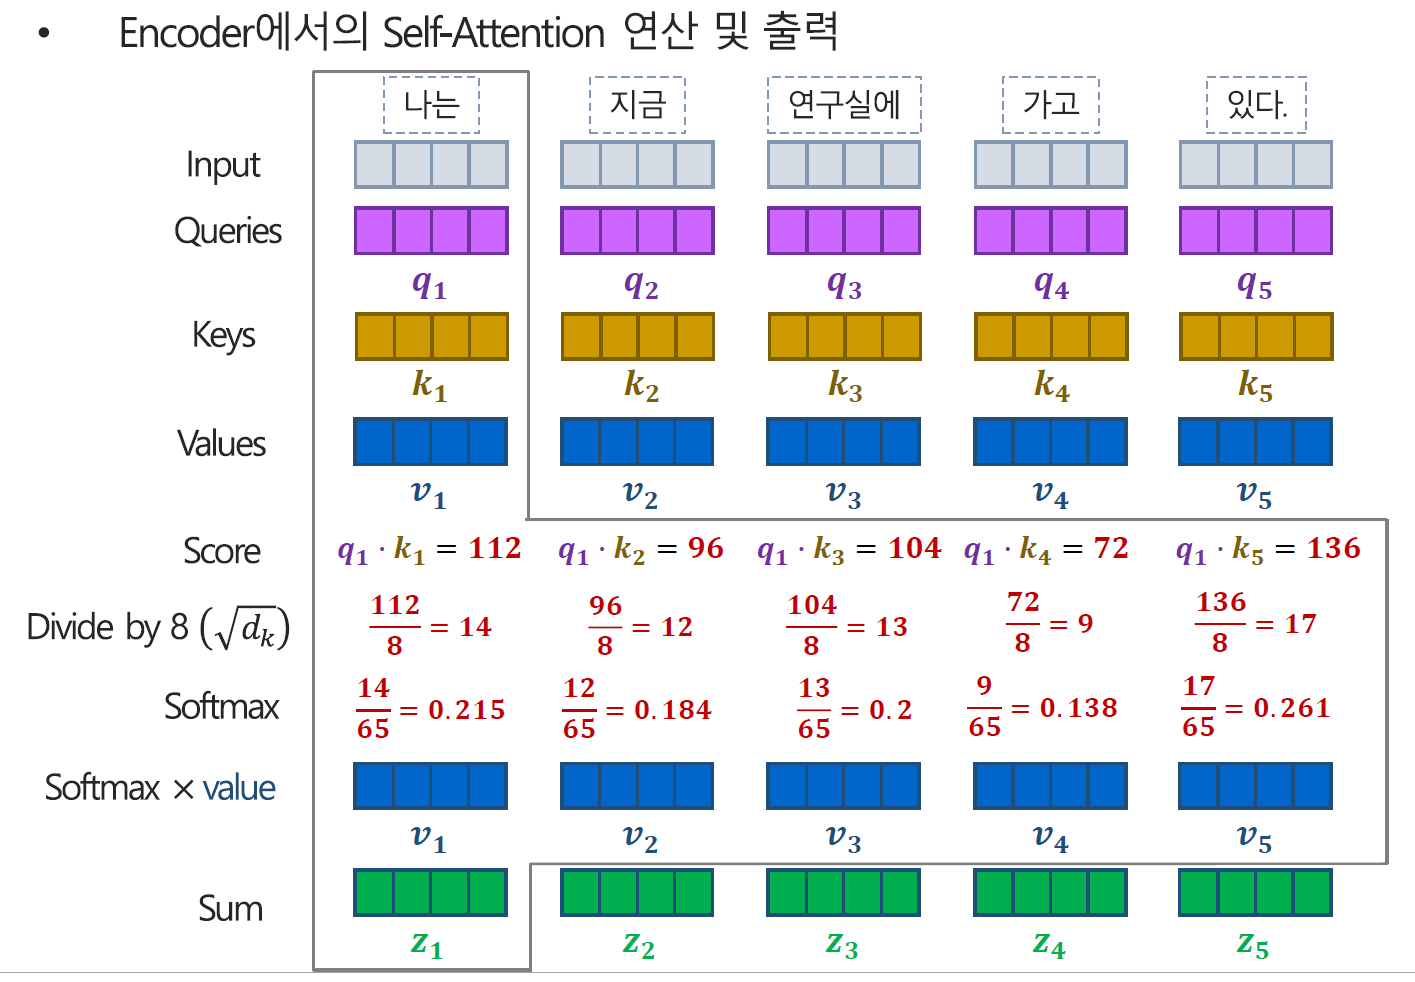 • Encoder에서의 Self-Attention 연산 및 출력
나는 지금 연구실에 가고 있다.
Input
Queries
q₁ q₂ q₃ q₄ q₅
Keys
k₁ k₂ k₃ k₄ k₅
Values
v₁ v₂ v₃ v₄ v₅
Score q₁ · k₁ = 112 q₁ · k₂ = 96 q₁ · k₃ = 104 q₁ · k₄ = 72 q₁ · k₅ = 136
Divide by 8 (√dₖ) 112/8 = 14 96/8 = 12 104/8 = 13 72/8 = 9 136/8 = 17
Softmax 14/65 = 0.215 12/65 = 0.184 13/65 = 0.2 9/65 = 0.138 17/65 = 0.261
Softmax × value
v₁ v₂ v₃ v₄ v₅
Sum
z₁ z₂ z₃ z₄ z₅